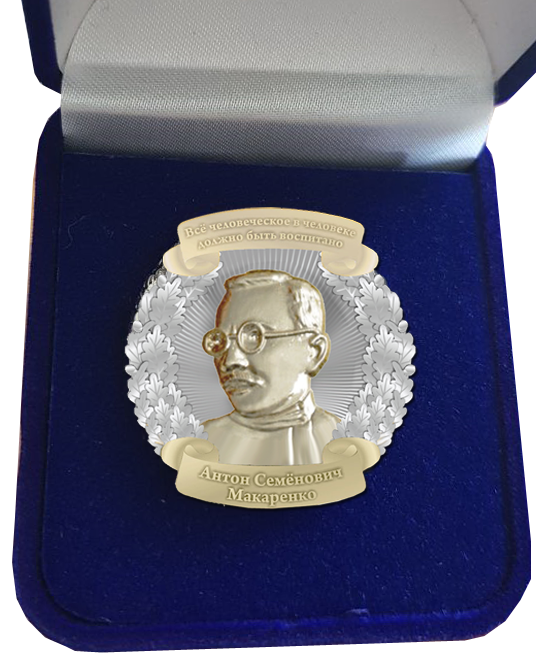 Всё человеческое в человеке
должно быть воспитано
Антон Семёнович
Макаренко